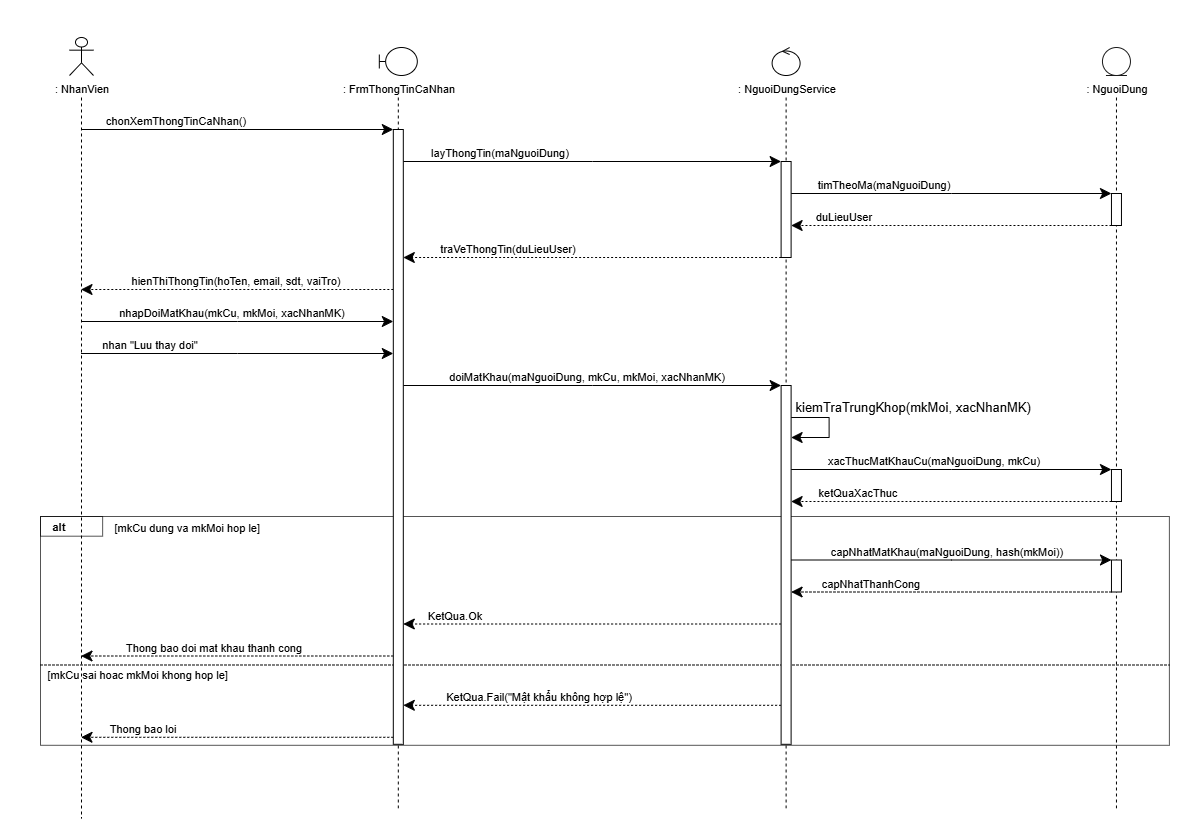 : NhanVien
: FrmThongTinCaNhan
: NguoiDungService
: NguoiDung
chonXemThongTinCaNhan()
layThongTin(maNguoiDung)
timTheoMa(maNguoiDung)
duLieuUser
traVeThongTin(duLieuUser)
hienThiThongTin(hoTen, email, sdt, vaiTro)
nhapDoiMatKhau(mkCu, mkMoi, xacNhanMK)
nhan "Luu thay doi"
doiMatKhau(maNguoiDung, mkCu, mkMoi, xacNhanMK)
kiemTraTrungKhop(mkMoi, xacNhanMK)
xacThucMatKhauCu(maNguoiDung, mkCu)
ketQuaXacThuc
alt
[mkCu dung va mkMoi hop le]
capNhatMatKhau(maNguoiDung, hash(mkMoi))
capNhatThanhCong
KetQua.Ok
Thong bao doi mat khau thanh cong
[mkCu sai hoac mkMoi khong hop le]
KetQua.Fail("Mật khẩu không hợp lệ")
Thong bao loi